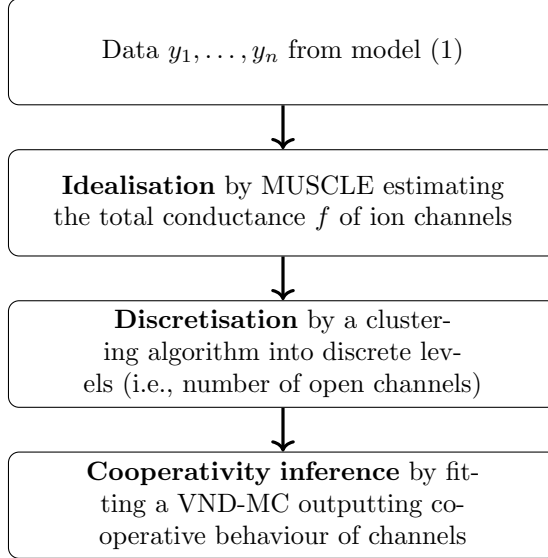 Data y₁, . . . , yₙ from model (1)
Idealisation by MUSCLE estimating
the total conductance f of ion channels
Discretisation by a cluster-
ing algorithm into discrete lev-
els (i.e., number of open channels)
Cooperativity inference by fit-
ting a VND-MC outputting co-
operative behaviour of channels